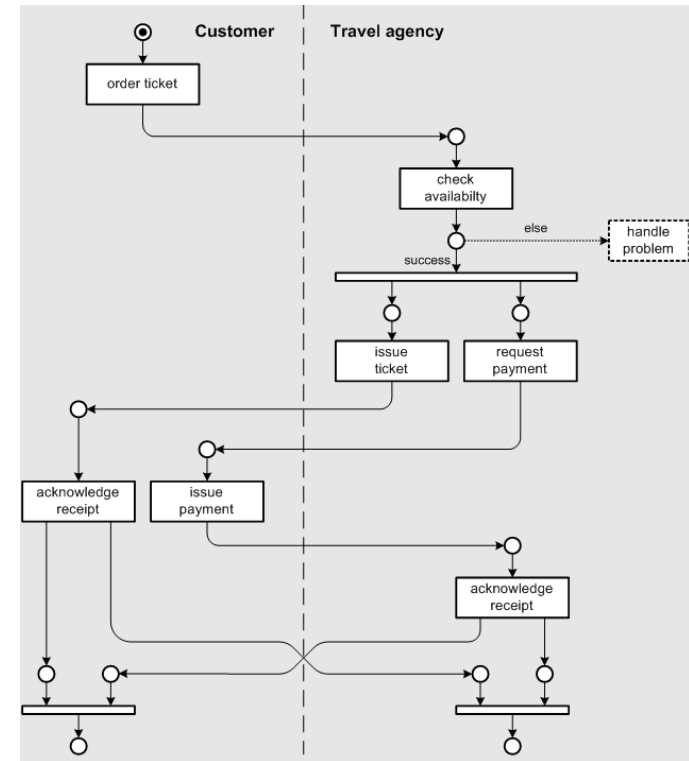 Customer
Travel agency
order ticket
check
availabilty
else
handle
problem
success
issue
ticket
request
payment
acknowledge
receipt
issue
payment
acknowledge
receipt